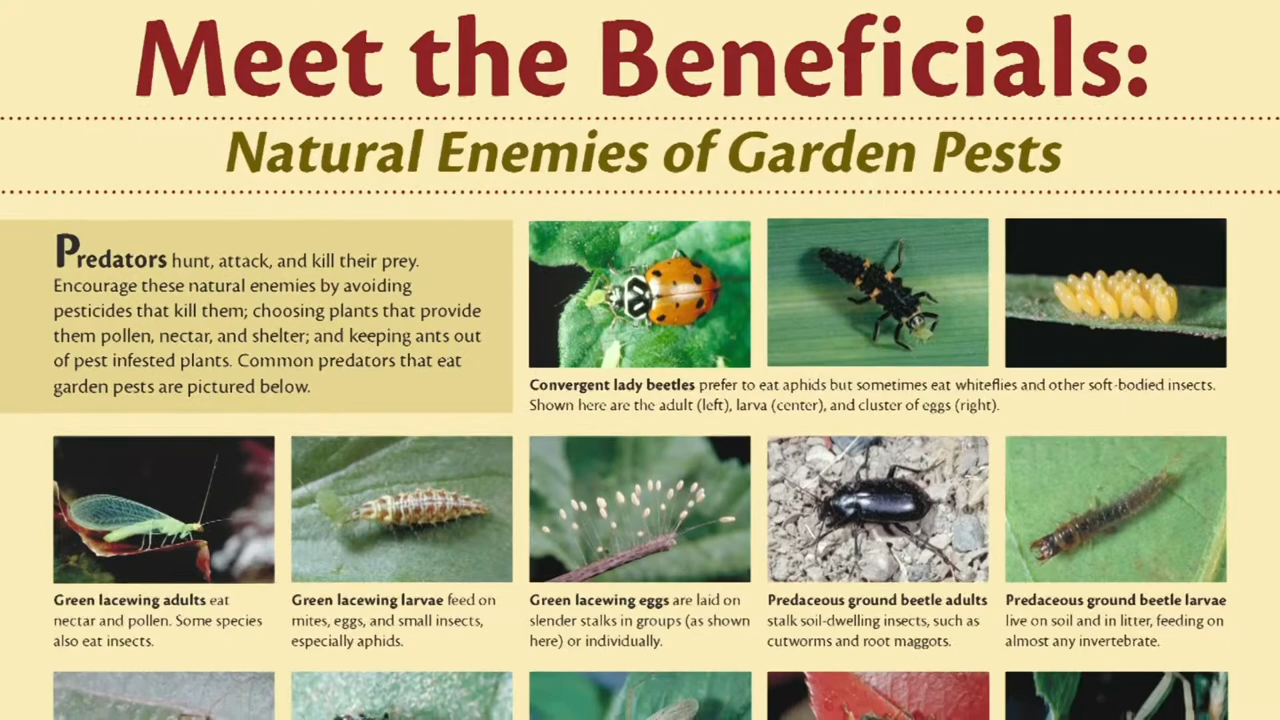 Meet the Beneficials:
Natural Enemies of Garden Pests
Predators hunt, attack, and kill their prey.
Encourage these natural enemies by avoiding
pesticides that kill them; choosing plants that provide
them pollen, nectar, and shelter; and keeping ants out
of pest infested plants. Common predators that eat
garden pests are pictured below.
Convergent lady beetles prefer to eat aphids but sometimes eat whiteflies and other soft-bodied insects.
Shown here are the adult (left), larva (center), and cluster of eggs (right).
Green lacewing adults eat
nectar and pollen. Some species
also eat insects.
Green lacewing larvae feed on
mites, eggs, and small insects,
especially aphids.
Green lacewing eggs are laid on
slender stalks in groups (as shown
here) or individually.
Predaceous ground beetle adults
stalk soil-dwelling insects, such as
cutworms and root maggots.
Predaceous ground beetle larvae
live on soil and in litter, feeding on
almost any invertebrate.